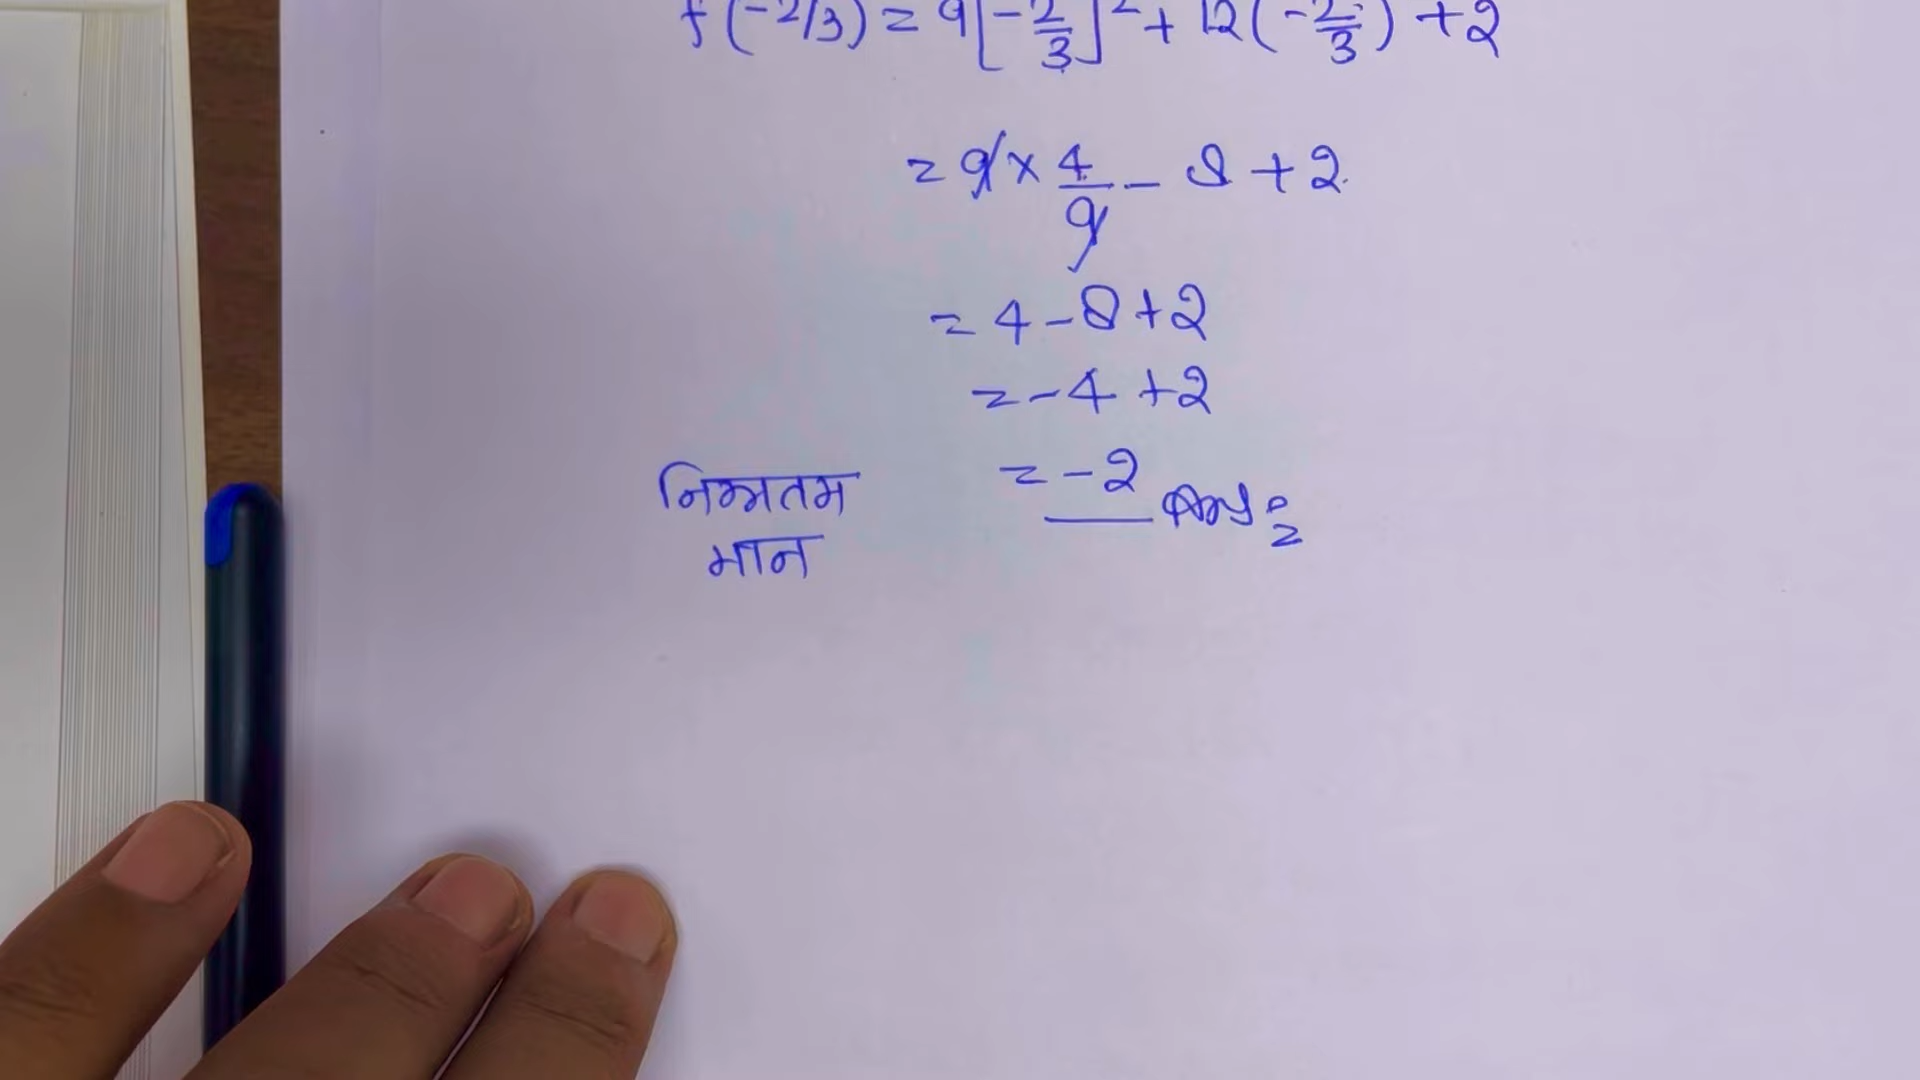 f(-2/3) = 9[-2/3]² + 12(-2/3) + 2
= 9 × 4/9 - 8 + 2
= 4 - 8 + 2
= -4 + 2
निम्नतम मान = -2 Ans